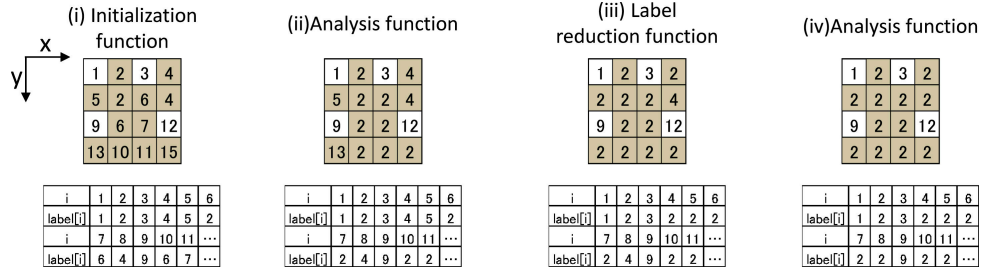 (i) Initialization function
(ii)Analysis function
(iii) Label reduction function
(iv)Analysis function
x
y
1 2 3 4
5 2 6 4
9 6 7 12
13 10 11 15
1 2 3 4
5 2 2 4
9 2 2 12
13 2 2 2
1 2 3 2
2 2 2 4
9 2 2 12
2 2 2 2
1 2 3 2
2 2 2 2
9 2 2 12
2 2 2 2
i 1 2 3 4 5 6
label[i] 1 2 3 4 5 2
i 7 8 9 10 11 …
label[i] 6 4 9 6 7 …
i 1 2 3 4 5 6
label[i] 1 2 3 4 5 2
i 7 8 9 10 11 …
label[i] 2 4 9 2 2 …
i 1 2 3 4 5 6
label[i] 1 2 3 2 2 2
i 7 8 9 10 11 …
label[i] 2 4 9 2 2 …
i 1 2 3 4 5 6
label[i] 1 2 3 2 2 2
i 7 8 9 10 11 …
label[i] 2 2 9 2 2 …